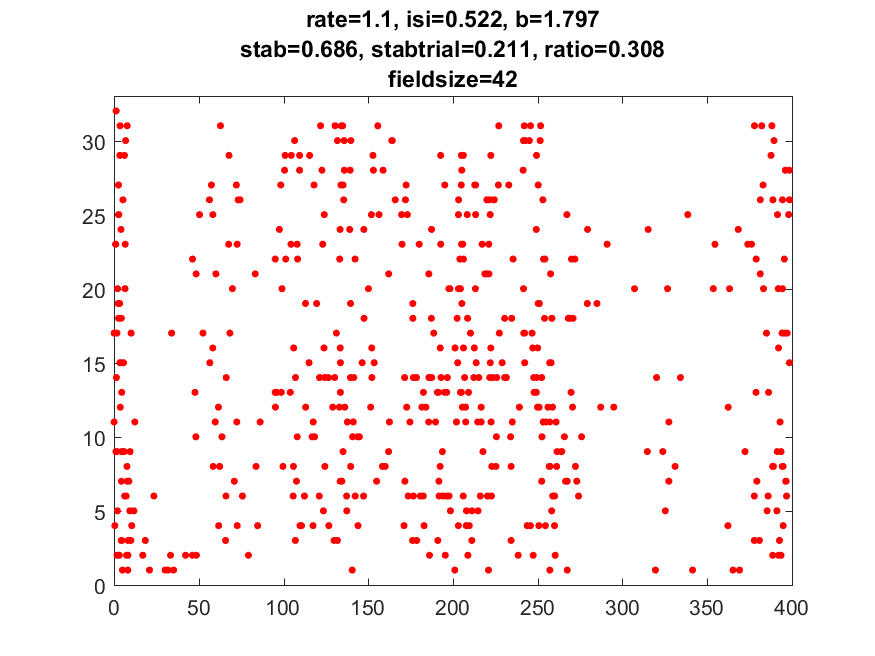 rate=1.1, isi=0.522, b=1.797
stab=0.686, stabtrial=0.211, ratio=0.308
fieldsize=42
30
25
20
15
10
5
0
0 50 100 150 200 250 300 350 400